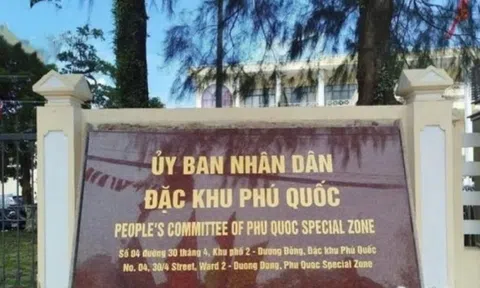 ỦY BAN NHÂN DÂN
ĐẶC KHU PHÚ QUỐC
PEOPLE'S COMMITTEE OF PHU QUOC SPECIAL ZONE
Số 04 đường 30 tháng 4, Khu phố 2 - Dương Đông, Đặc khu Phú Quốc
No. 04, 30/4 Street, Ward 2 - Duong Dong, Phu Quoc Special Zone